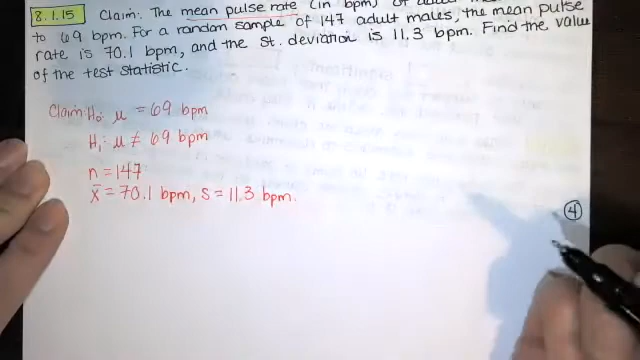 8.1.15 Claim: The mean pulse rate (in bpm) of adult
to 69 bpm. For a random sample of 147 adult males, the mean pulse
rate is 70.1 bpm, and the st. deviation is 11.3 bpm. Find the value
of the test statistic.
Claim: H₀: μ = 69 bpm
H₁: μ ≠ 69 bpm
n = 147
x̄ = 70.1 bpm, s = 11.3 bpm.
4